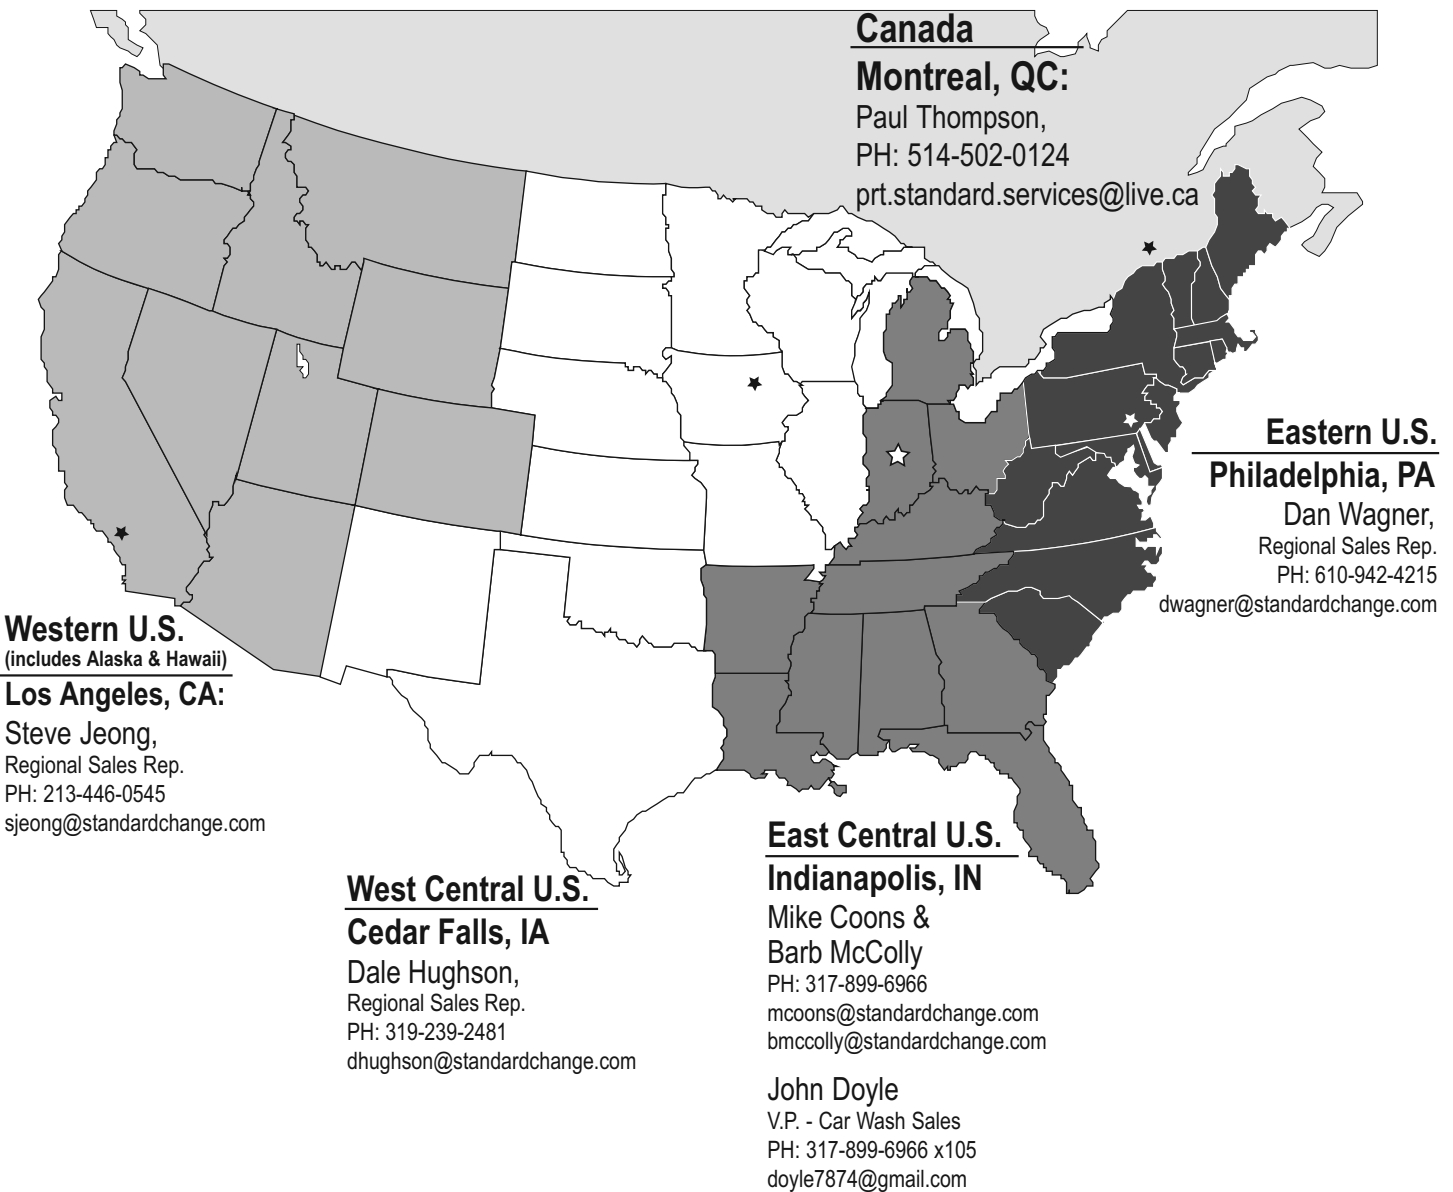 Canada
Montreal, QC:
Paul Thompson,
PH: 514-502-0124
prt.standard.services@live.ca
Eastern U.S.
Philadelphia, PA
Dan Wagner,
Regional Sales Rep.
PH: 610-942-4215
dwagner@standardchange.com
Western U.S.
(includes Alaska & Hawaii)
Los Angeles, CA:
Steve Jeong,
Regional Sales Rep.
PH: 213-446-0545
sjeong@standardchange.com
West Central U.S.
Cedar Falls, IA
Dale Hughson,
Regional Sales Rep.
PH: 319-239-2481
dhughson@standardchange.com
East Central U.S.
Indianapolis, IN
Mike Coons &
Barb McColly
PH: 317-899-6966
mcoons@standardchange.com
bmccolly@standardchange.com
John Doyle
V.P. - Car Wash Sales
PH: 317-899-6966 x105
doyle7874@gmail.com